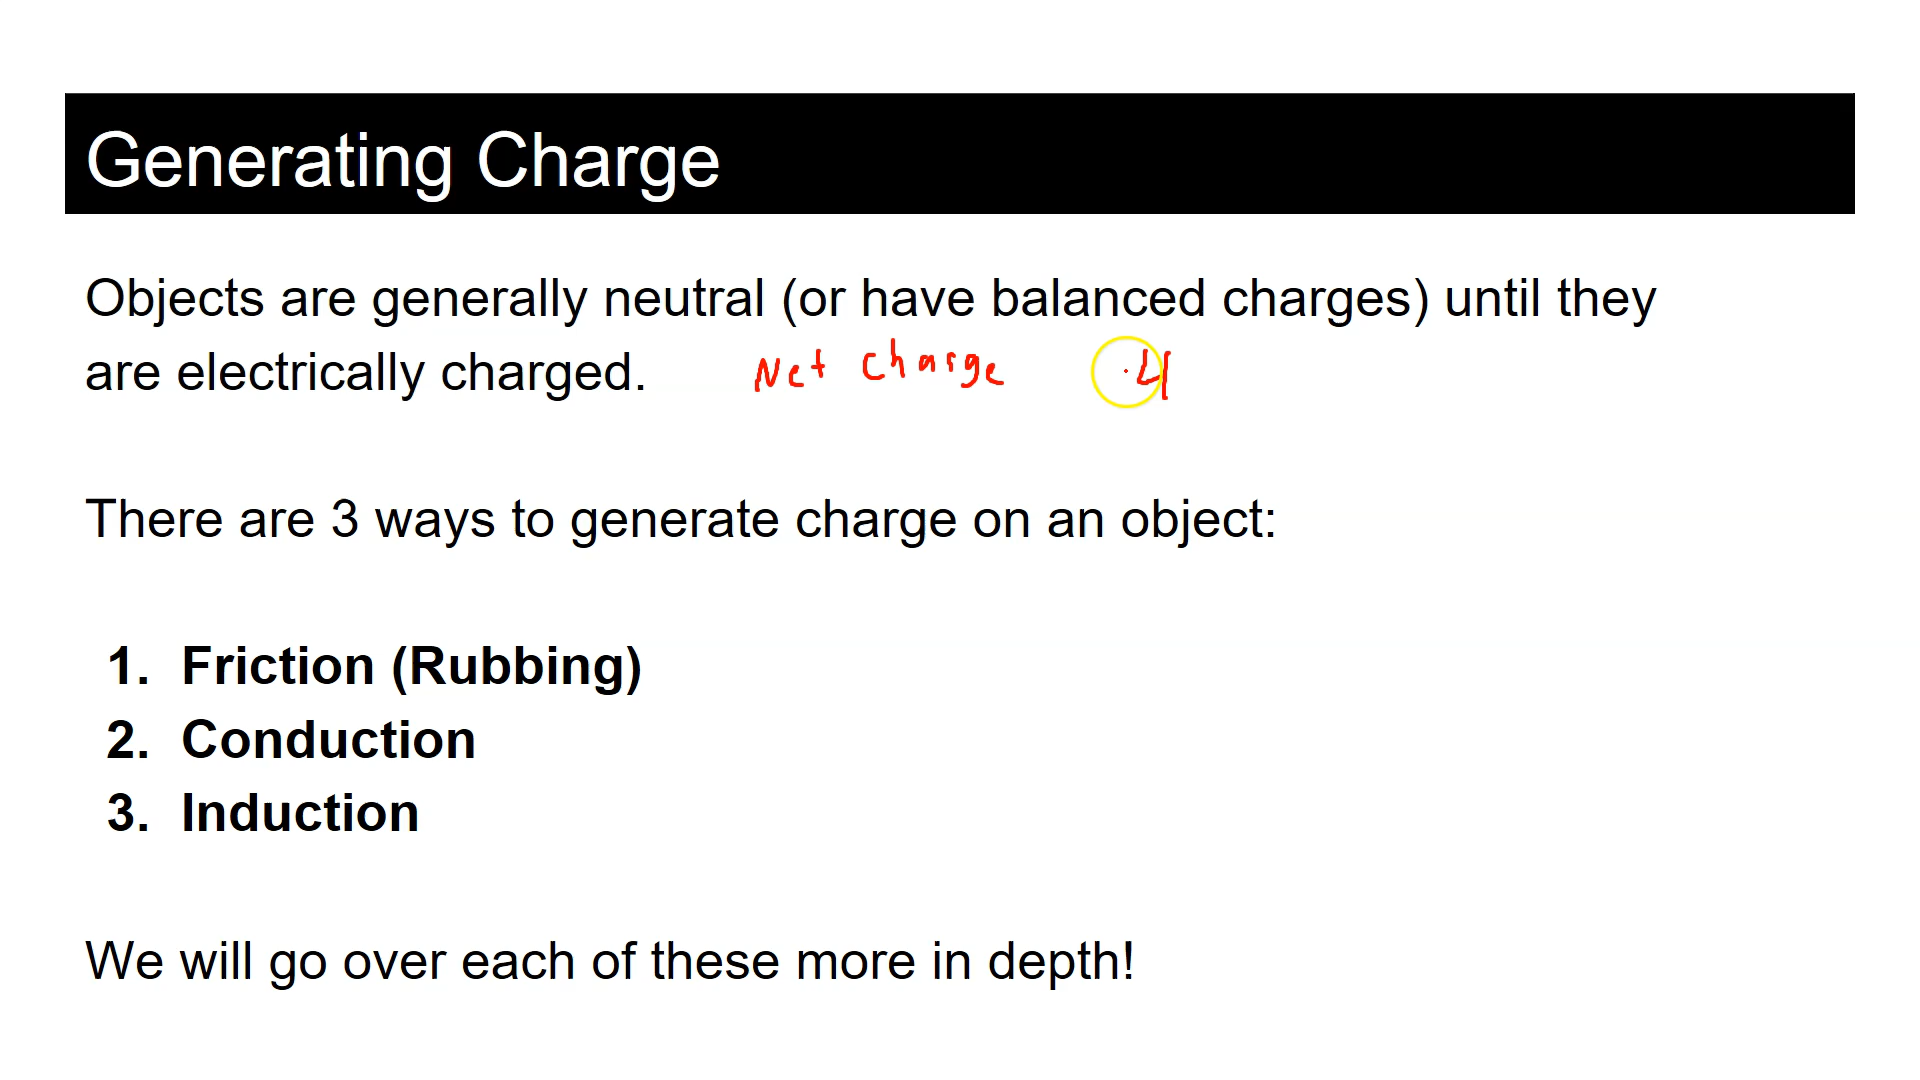 Generating Charge
Objects are generally neutral (or have balanced charges) until they
are electrically charged. Net charge 4
There are 3 ways to generate charge on an object:
1. Friction (Rubbing)
2. Conduction
3. Induction
We will go over each of these more in depth!